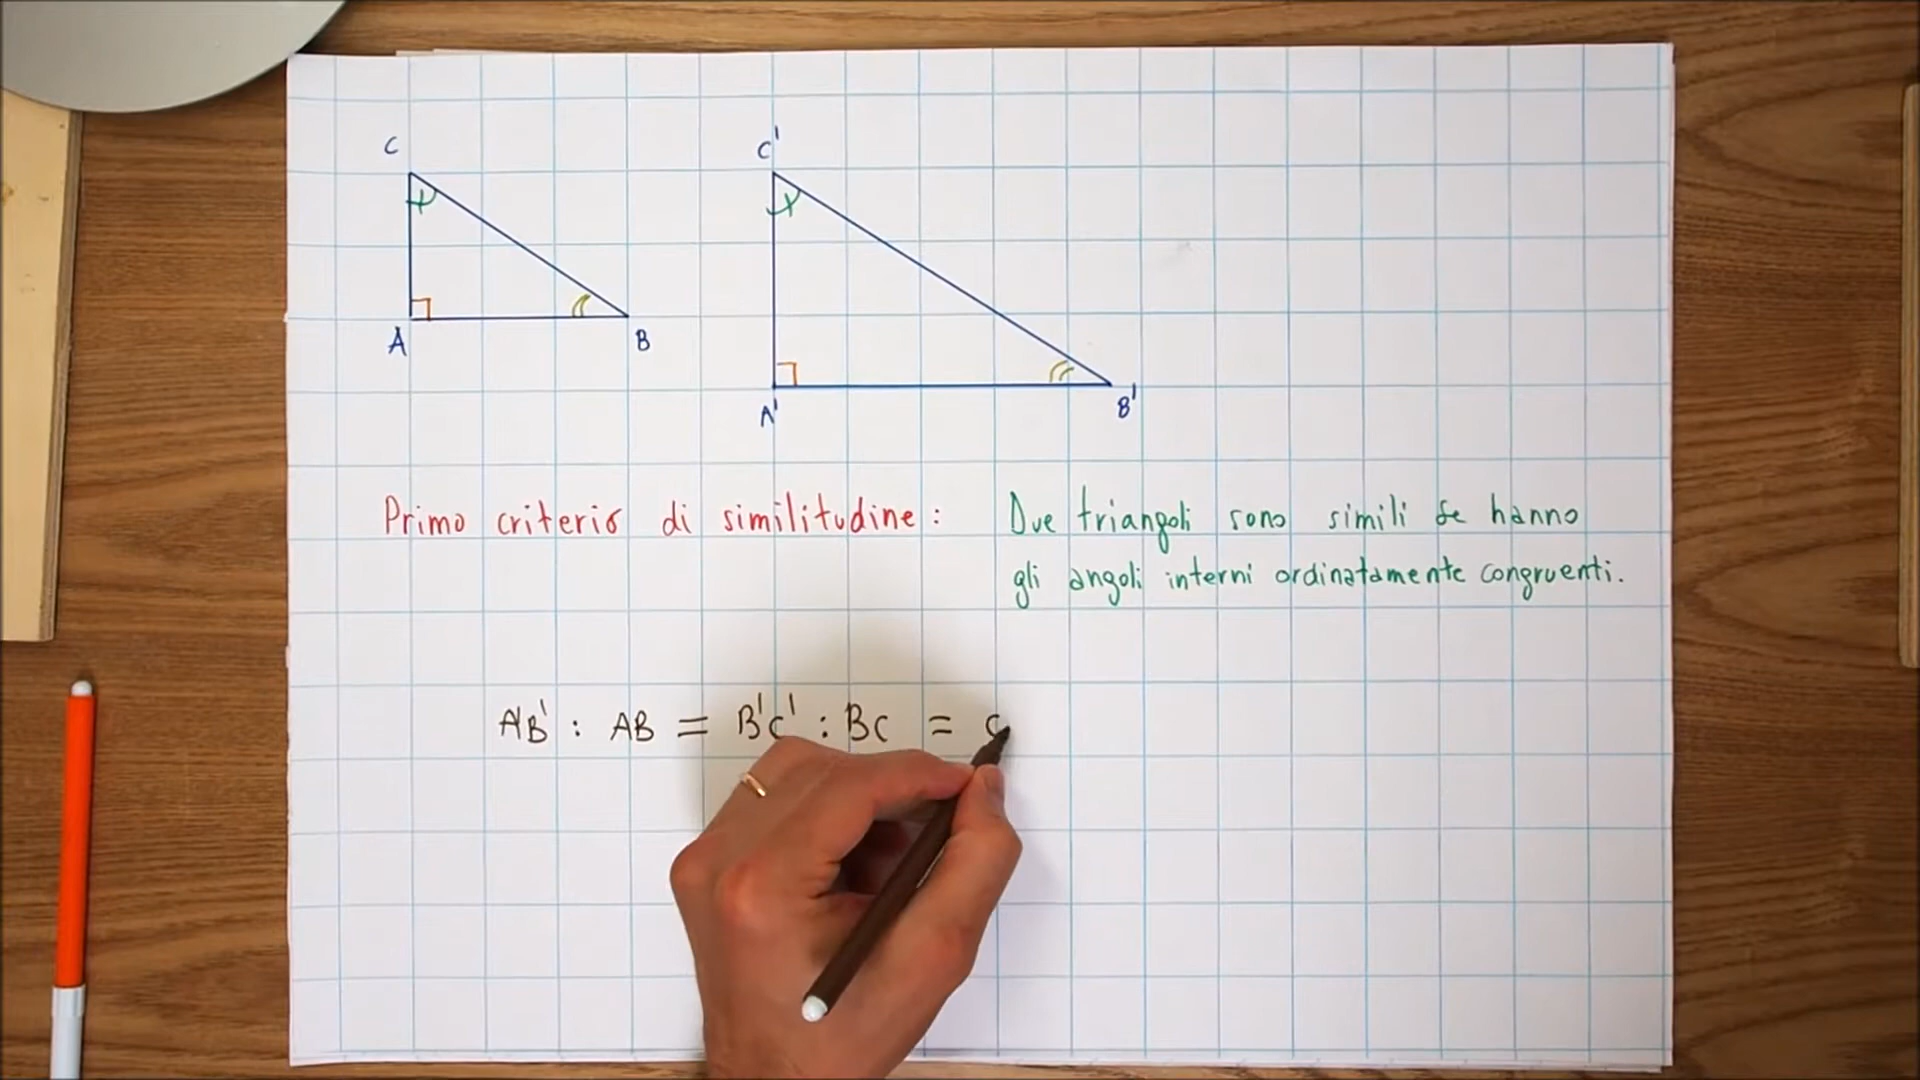 C
C'
A
B
A'
B'
Primo criterio di similitudine : Due triangoli sono simili se hanno
gli angoli interni ordinatamente congruenti.
A'B' : AB = B'C' : BC = C